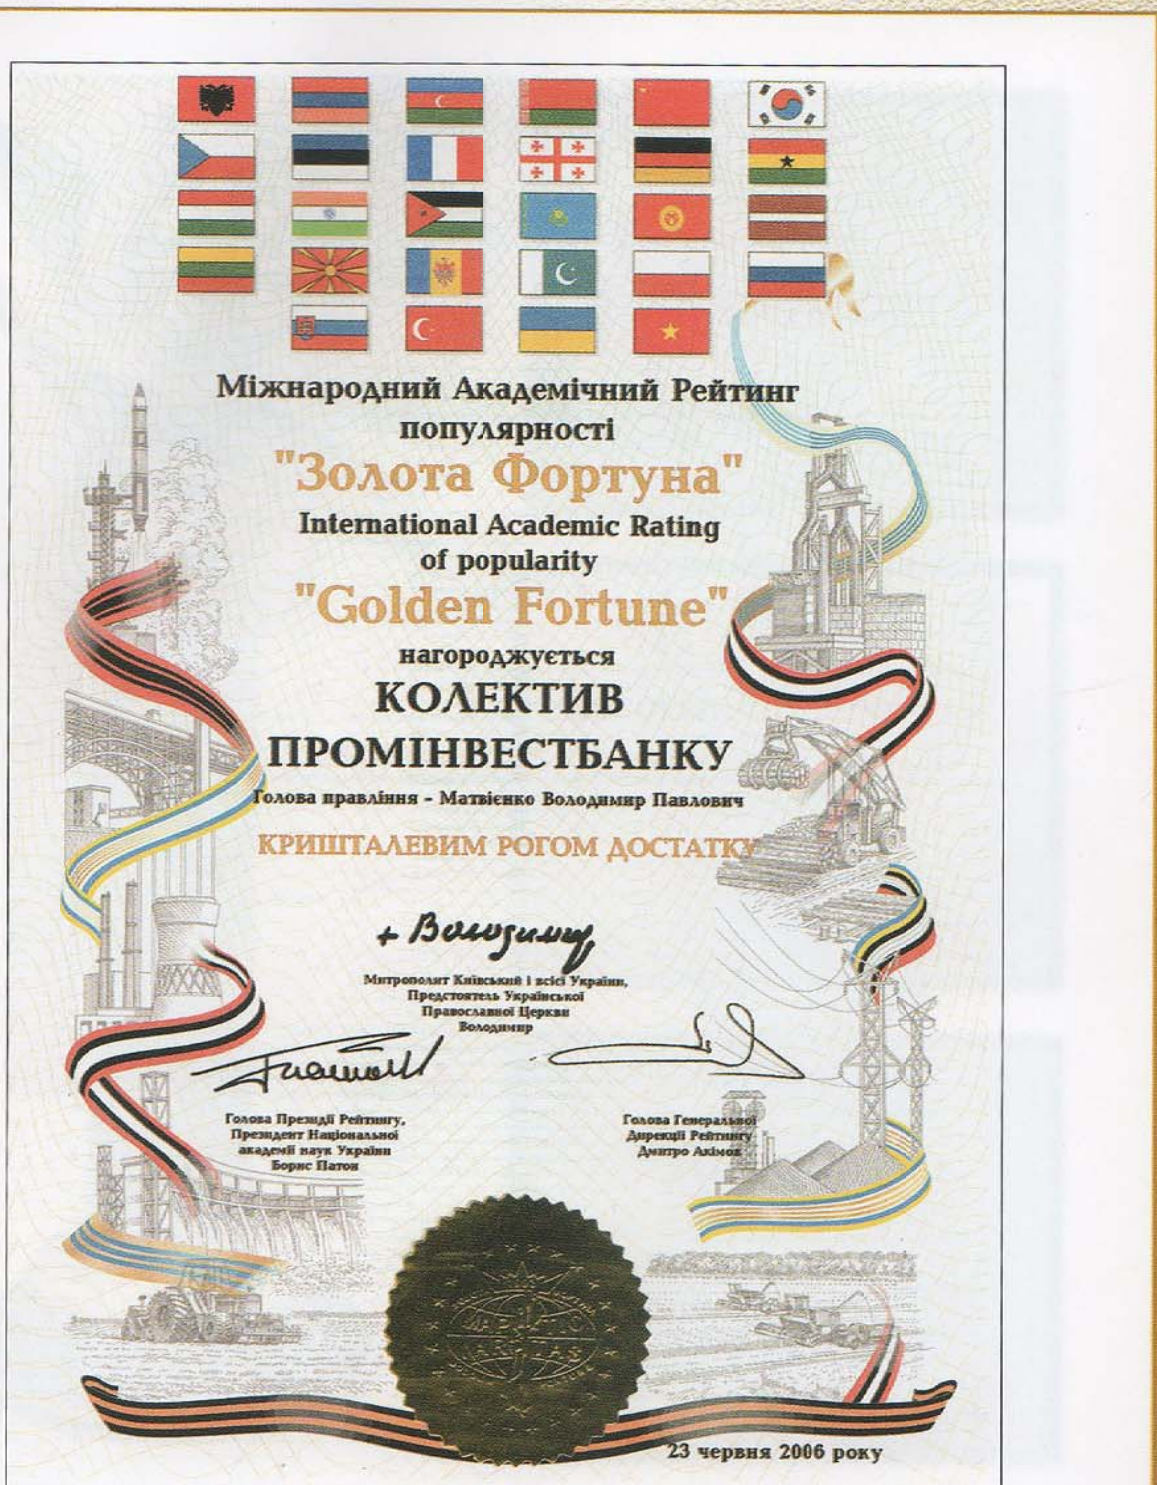 Міжнародний Академічний Рейтинг
популярності
"Золота Фортуна"
International Academic Rating
of popularity
"Golden Fortune"
нагороджується
КОЛЕКТИВ
ПРОМІНВЕСТБАНКУ
Голова правління - Матвієнко Володимир Павлович
КРИШТАЛЕВИМ РОГОМ ДОСТАТКУ
+ Володимир
Митрополит Київський і всієї України,
Предстоятель Української
Православної Церкви
Володимир
Голова Президії Рейтингу,
Президент Національної
академії наук України
Борис Патон
Голова Генеральної
Дирекції Рейтингу
Дмитро Акімов
23 червня 2006 року